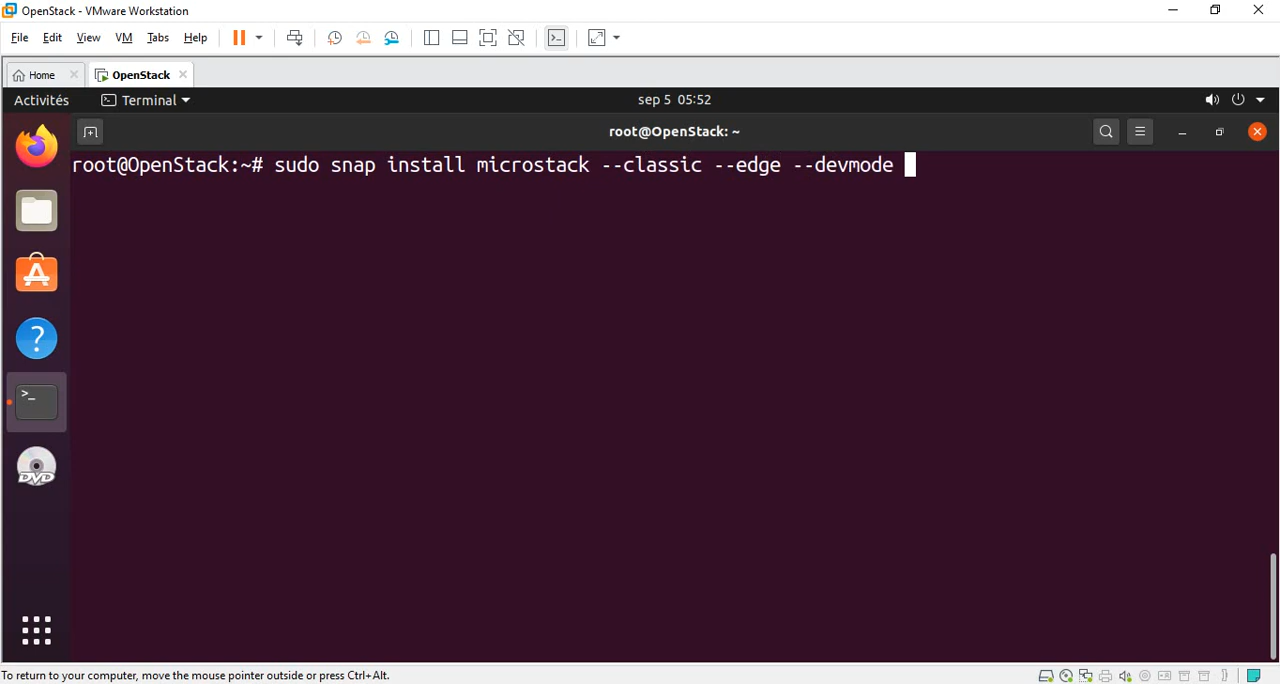 OpenStack - VMware Workstation
File Edit View VM Tabs Help
Home OpenStack
Activités Terminal sep 5 05:52
root@OpenStack: ~
root@OpenStack:~# sudo snap install microstack --classic --edge --devmode
>_
?
>_
DVD
To return to your computer, move the mouse pointer outside or press Ctrl+Alt.